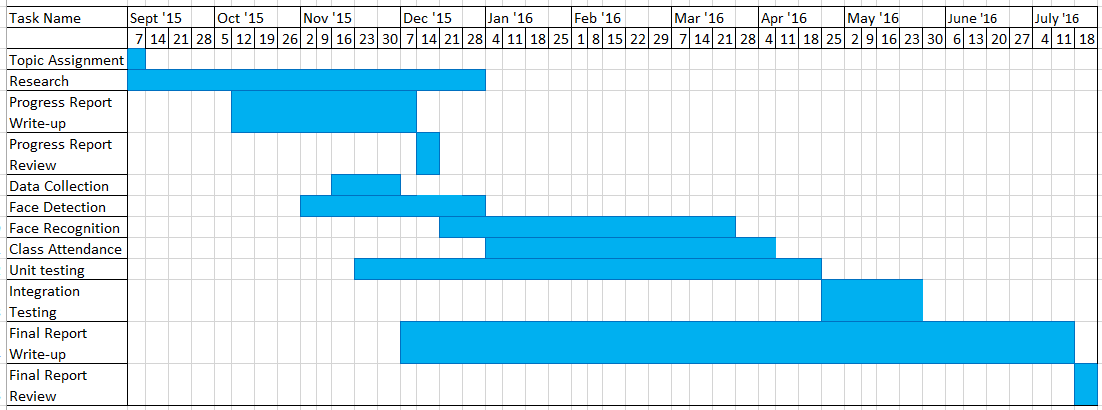 Task Name Sept '15 Oct '15 Nov '15 Dec '15 Jan '16 Feb '16 Mar '16 Apr '16 May '16 June '16 July '16
7 14 21 28 5 12 19 26 2 9 16 23 30 7 14 21 28 4 11 18 25 1 8 15 22 29 7 14 21 28 4 11 18 25 2 9 16 23 30 6 13 20 27 4 11 18
Topic Assignment
Research
Progress Report
Write-up
Progress Report
Review
Data Collection
Face Detection
Face Recognition
Class Attendance
Unit testing
Integration
Testing
Final Report
Write-up
Final Report
Review